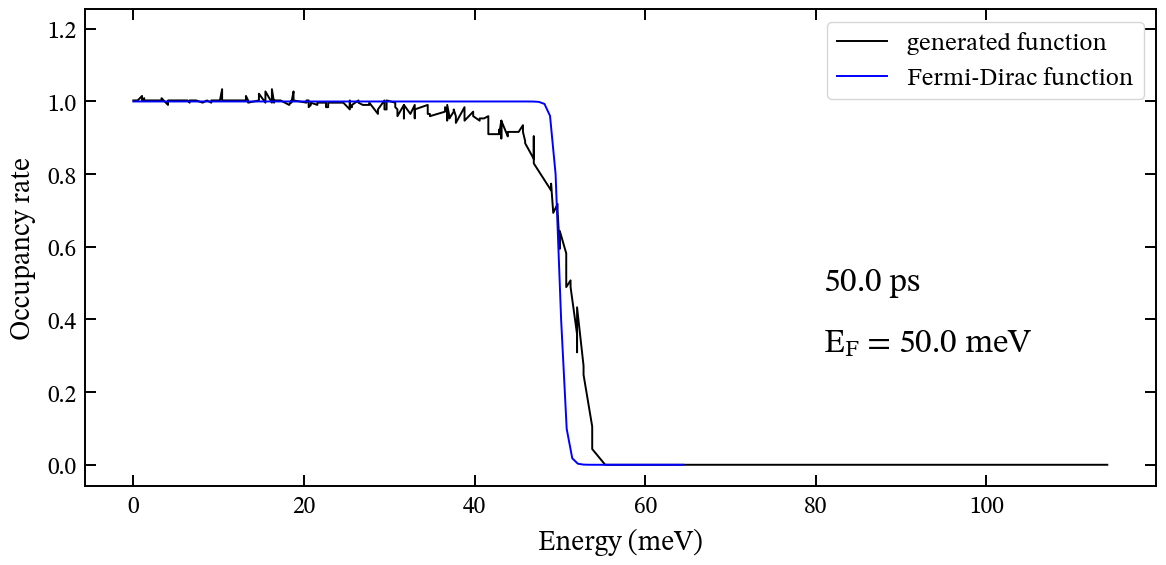 generated function
Fermi-Dirac function
1.2
1.0
0.8
0.6
0.4
0.2
0.0
Occupancy rate
50.0 ps
E_F = 50.0 meV
0 20 40 60 80 100
Energy (meV)